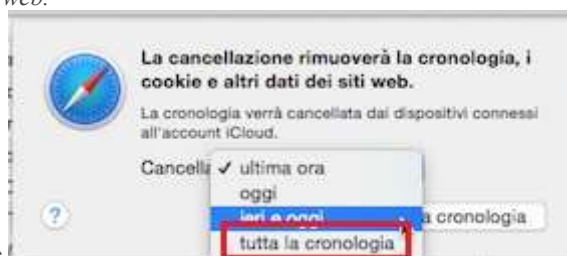 web.
La cancellazione rimuoverà la cronologia, i
cookie e altri dati dei siti web.
La cronologia verrà cancellata dai dispositivi connessi
all'account iCloud.
Cancella ✓ ultima ora
oggi
? ieri e oggi a cronologia
tutta la cronologia